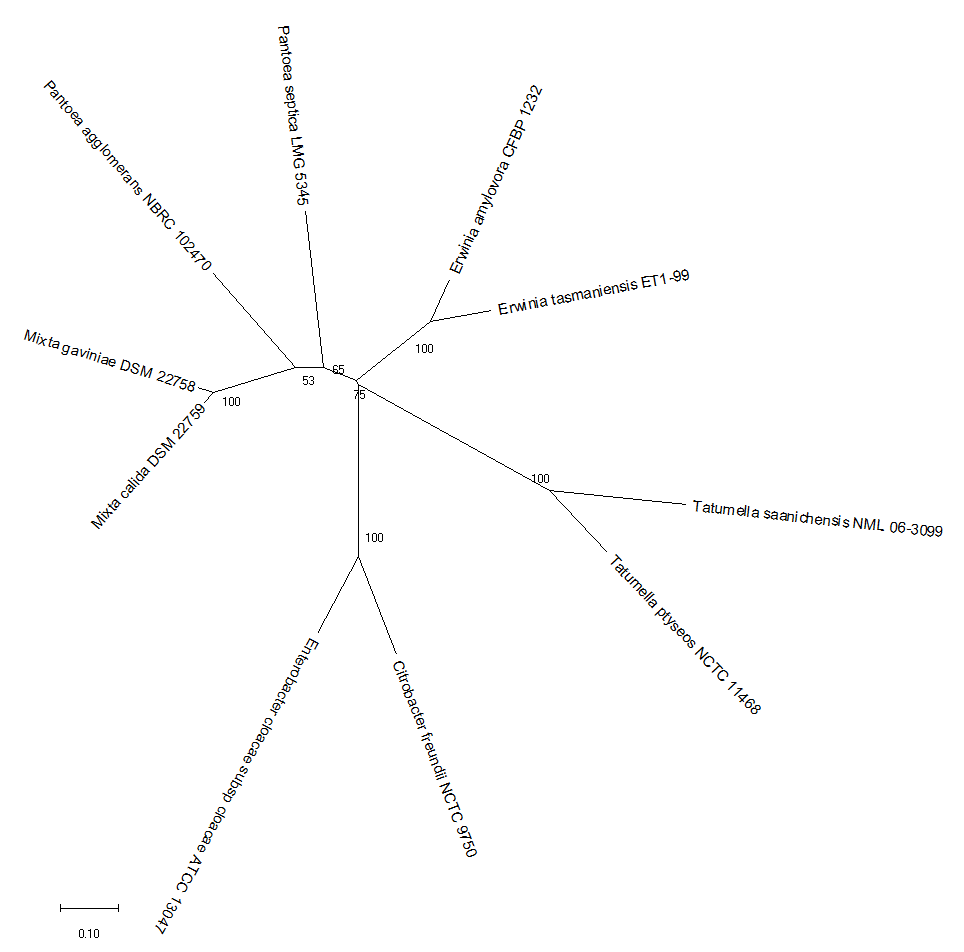 Pantoea septica LMG 5345
Pantoea agglomerans NBRC 102470
Erwinia amylovora CFBP 1232
Erwinia tasmaniensis ET1-99
Mixta gaviniae DSM 22758
Mixta calida DSM 22759
100
65
53
75
100
100
100
Tatumella saanichensis NML 06-3099
Tatumella ptyseos NCTC 11468
Enterobacter cloacae subsp cloacae ATCC 13047
Citrobacter freundii NCTC 9750
0.10